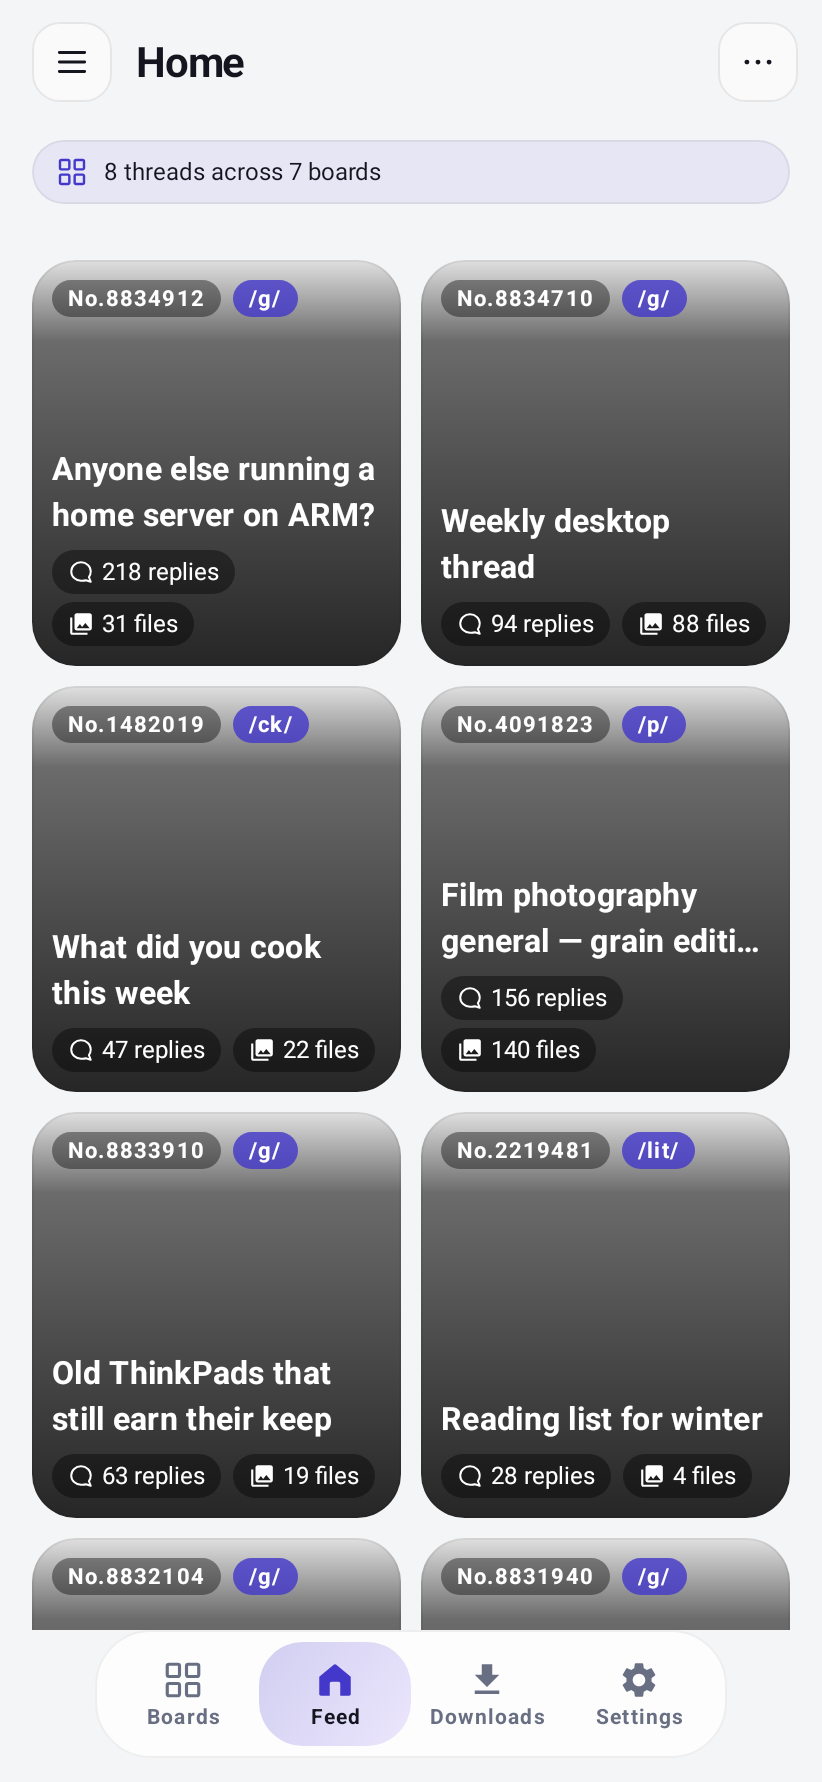 Home
8 threads across 7 boards
No.8834912 /g/
Anyone else running a
home server on ARM?
218 replies
31 files
No.8834710 /g/
Weekly desktop
thread
94 replies 88 files
No.1482019 /ck/
What did you cook
this week
47 replies 22 files
No.4091823 /p/
Film photography
general — grain editi…
156 replies
140 files
No.8833910 /g/
Old ThinkPads that
still earn their keep
63 replies 19 files
No.2219481 /lit/
Reading list for winter
28 replies 4 files
No.8832104 /g/
No.8831940 /g/
Boards Feed Downloads Settings